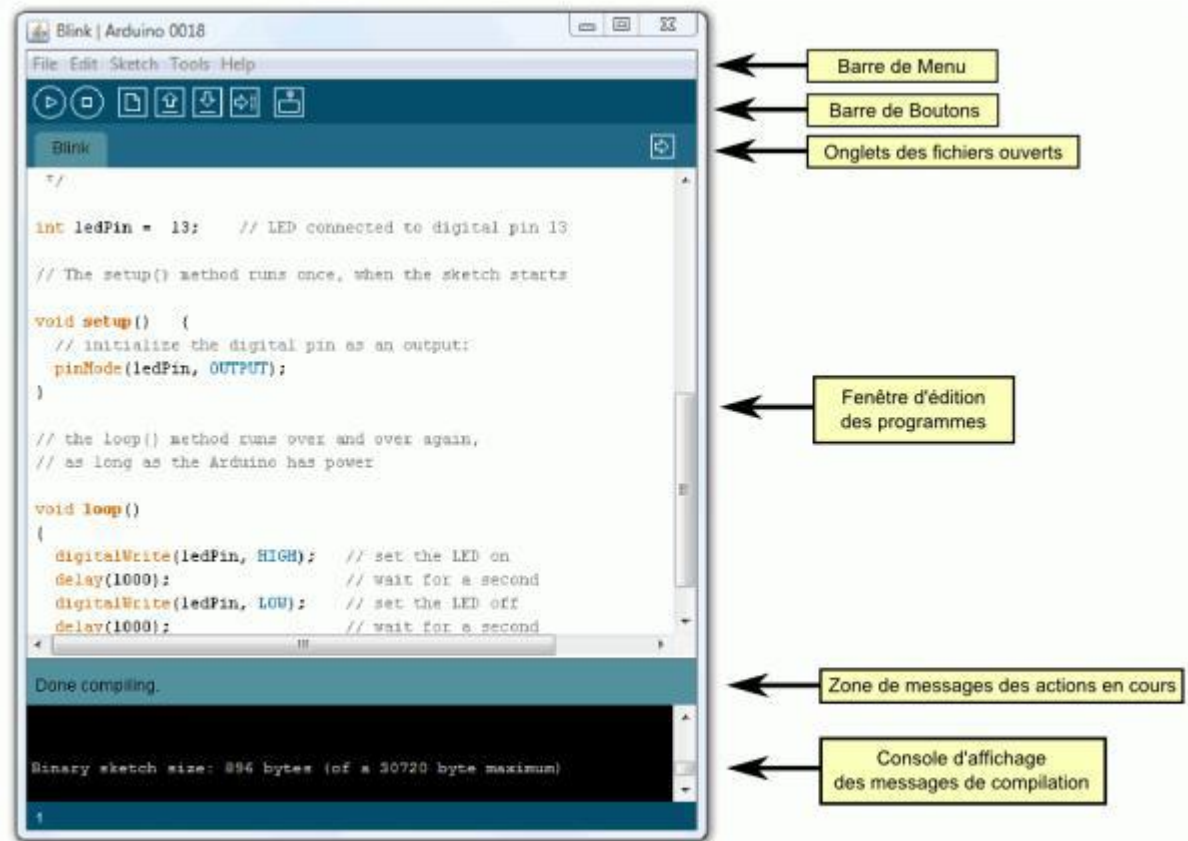 Blink | Arduino 0018
File Edit Sketch Tools Help
Barre de Menu
Barre de Boutons
Blink
Onglets des fichiers ouverts
*/
int ledPin =  13;    // LED connected to digital pin 13
// The setup() method runs once, when the sketch starts
void setup()   {
// initialize the digital pin as an output:
pinMode(ledPin, OUTPUT);
}
Fenêtre d'édition
des programmes
// the loop() method runs over and over again,
// as long as the Arduino has power
void loop()
{
digitalWrite(ledPin, HIGH);   // set the LED on
delay(1000);                  // wait for a second
digitalWrite(ledPin, LOW);    // set the LED off
delay(1000);                  // wait for a second
Done compiling.
Zone de messages des actions en cours
Binary sketch size: 896 bytes (of a 30720 byte maximum)
Console d'affichage
des messages de compilation
1